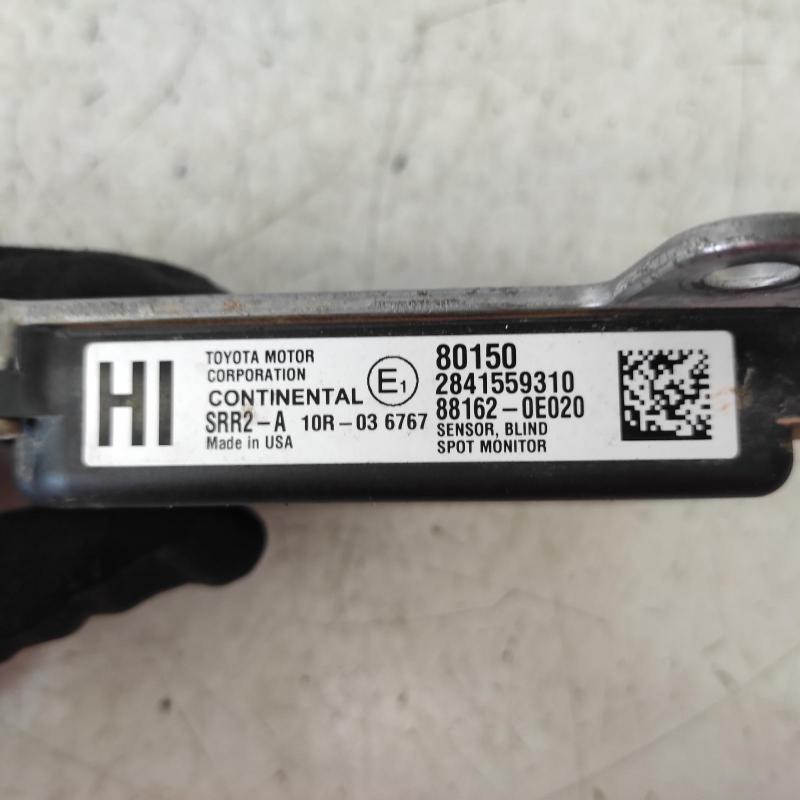 HI
TOYOTA MOTOR
CORPORATION
CONTINENTAL
SRR2-A 10R-03 6767
Made in USA
E1
80150
2841559310
88162-0E020
SENSOR, BLIND
SPOT MONITOR